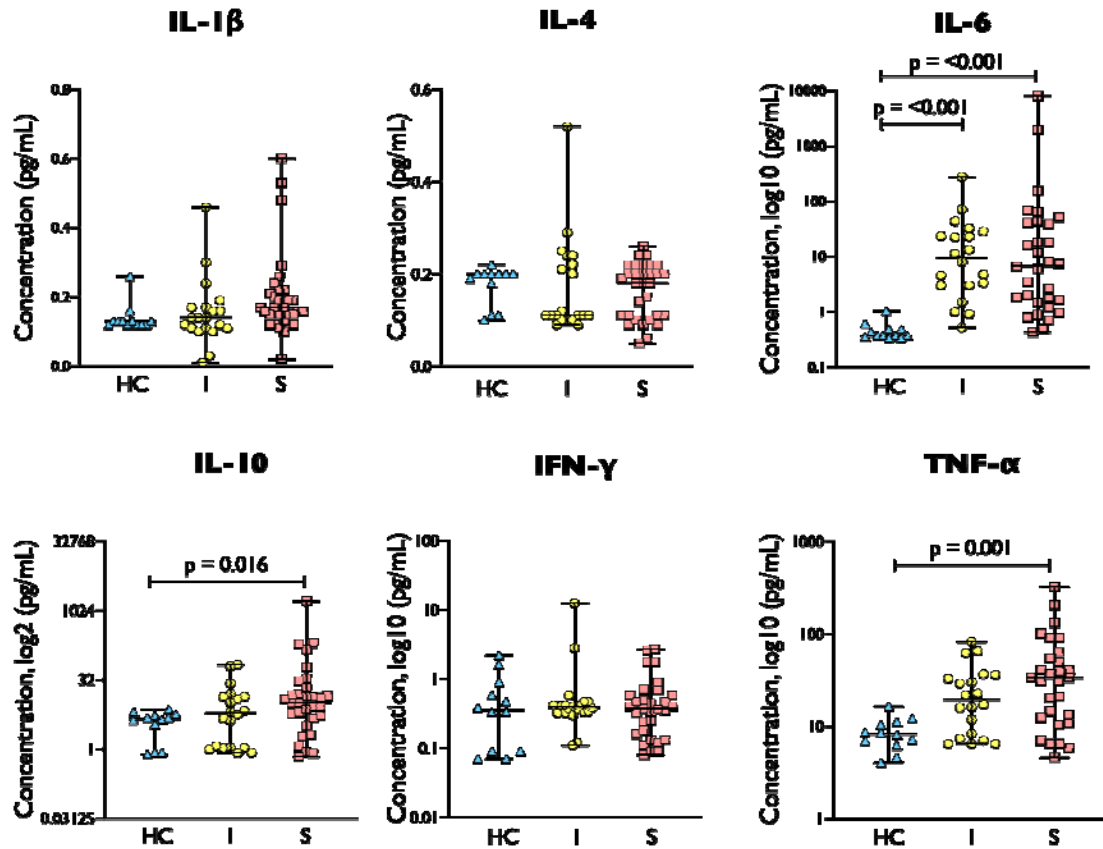 IL-1β
Concentration (pg/mL)
0.8
0.6
0.4
0.2
0.0
HC I S
IL-4
Concentration (pg/mL)
0.6
0.4
0.2
0.0
HC I S
IL-6
p = <0.001
p = <0.001
Concentration, log10 (pg/mL)
10000
1000
100
10
1
0.1
HC I S
IL-10
p = 0.016
Concentration, log2 (pg/mL)
32768
1024
32
1
0.03125
HC I S
IFN-γ
Concentration, log10 (pg/mL)
100
10
1
0.1
0.01
HC I S
TNF-α
p = 0.001
Concentration, log10 (pg/mL)
1000
100
10
1
HC I S